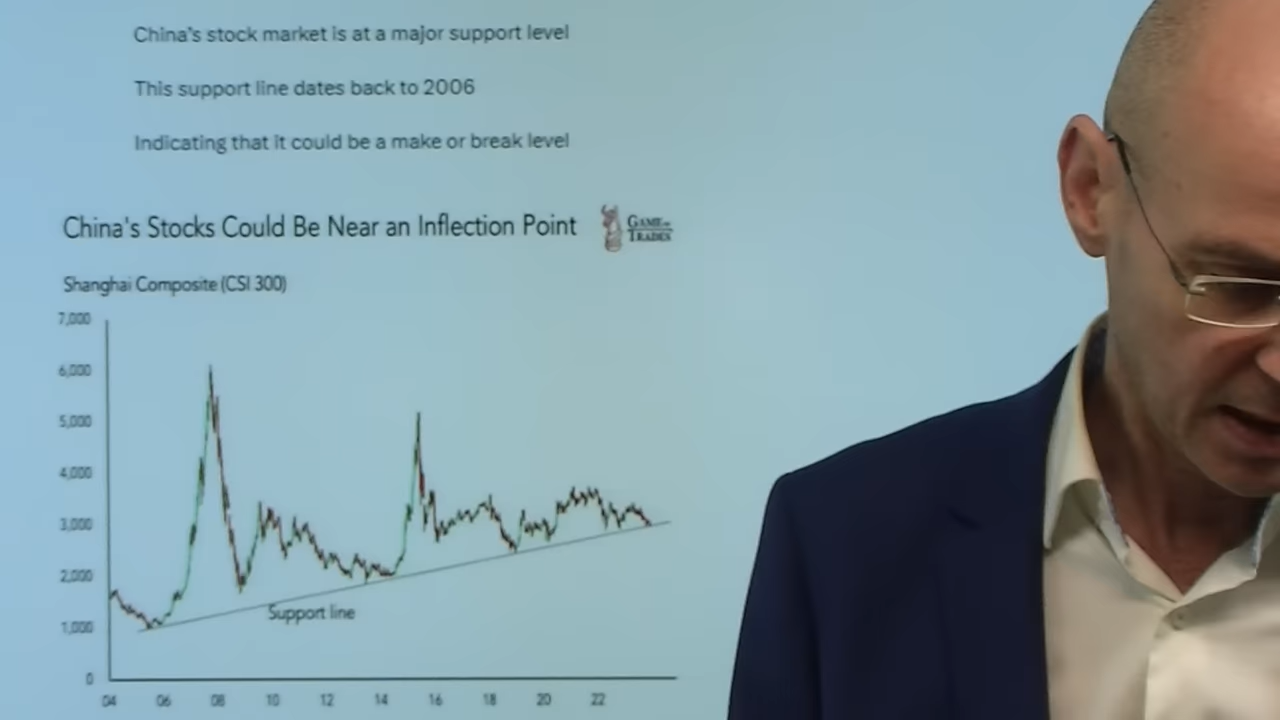 China's stock market is at a major support level
This support line dates back to 2006
Indicating that it could be a make or break level
China's Stocks Could Be Near an Inflection Point
GAME OF
TRADES
Shanghai Composite (CSI 300)
7,000
6,000
5,000
4,000
3,000
2,000
1,000
0
Support line
04 06 08 10 12 14 16 18 20 22